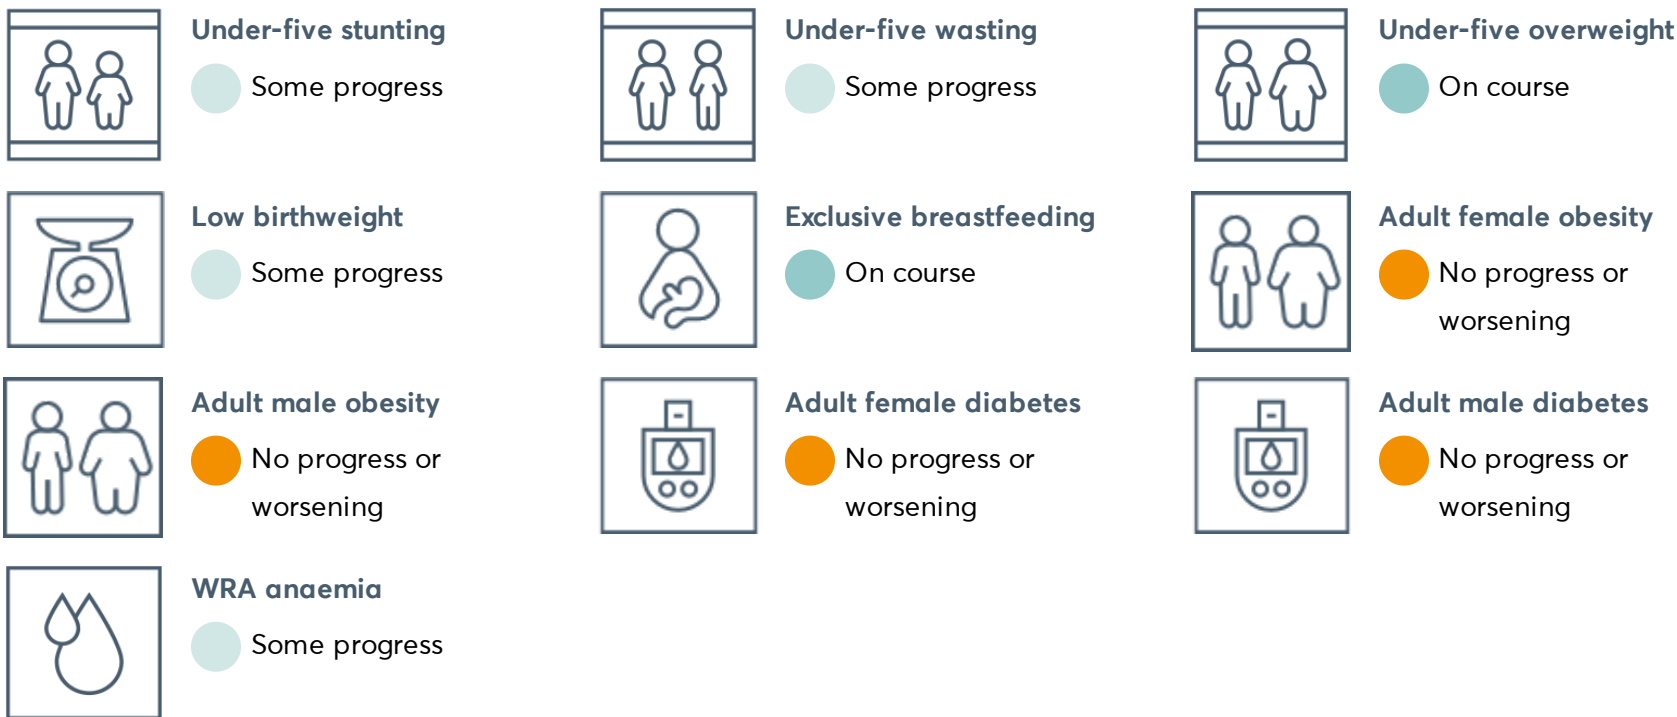 Under-five stunting
Some progress
Under-five wasting
Some progress
Under-five overweight
On course
Low birthweight
Some progress
Exclusive breastfeeding
On course
Adult female obesity
No progress or
worsening
Adult male obesity
No progress or
worsening
Adult female diabetes
No progress or
worsening
Adult male diabetes
No progress or
worsening
WRA anaemia
Some progress